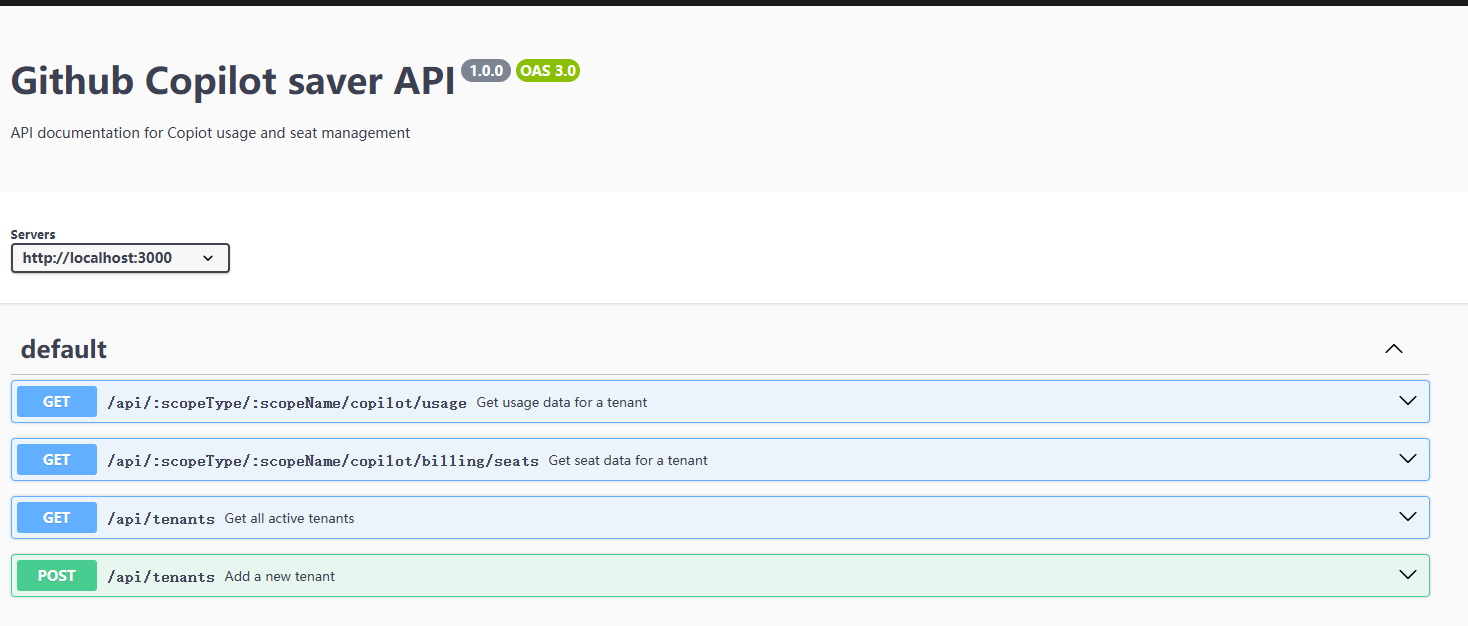 Github Copilot saver API 1.0.0 OAS 3.0
API documentation for Copiot usage and seat management
Servers
http://localhost:3000
default
GET /api/:scopeType/:scopeName/copilot/usage Get usage data for a tenant
GET /api/:scopeType/:scopeName/copilot/billing/seats Get seat data for a tenant
GET /api/tenants Get all active tenants
POST /api/tenants Add a new tenant